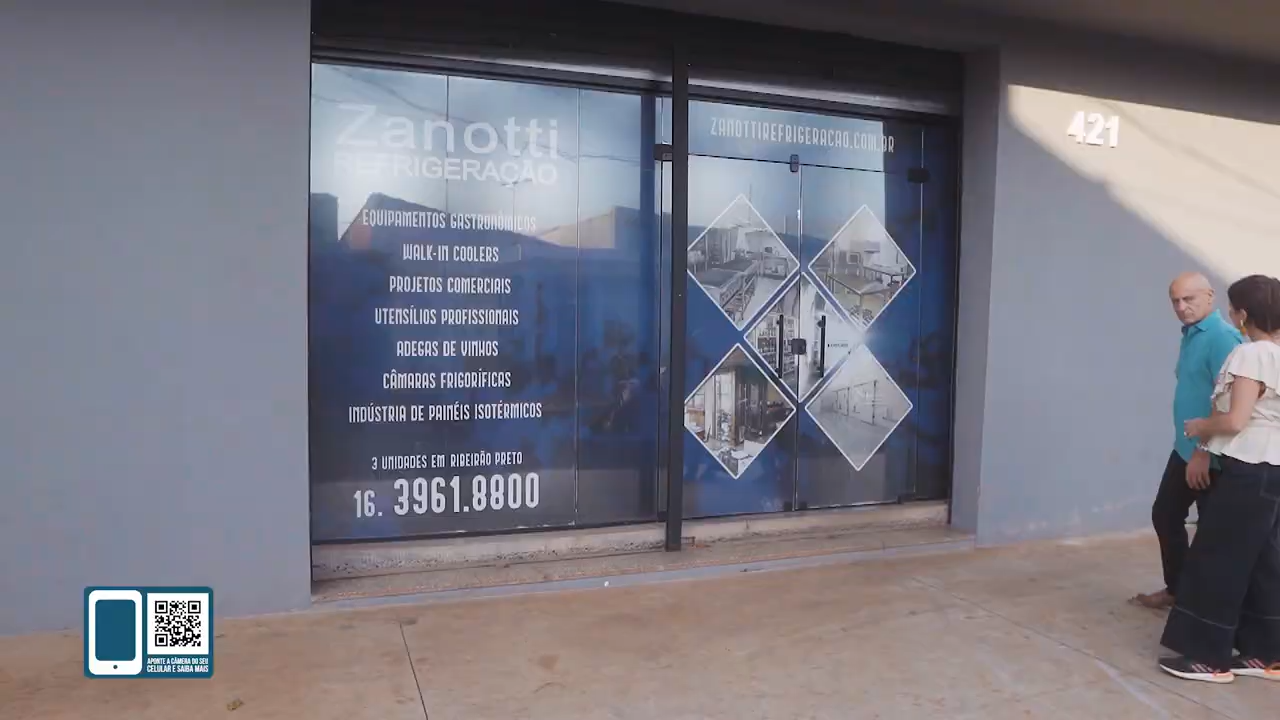 Zanotti
REFRIGERAÇÃO
EQUIPAMENTOS GASTRONÔMICOS
WALK-IN COOLERS
PROJETOS COMERCIAIS
UTENSÍLIOS PROFISSIONAIS
ADEGAS DE VINHOS
CÂMARAS FRIGORÍFICAS
INDÚSTRIA DE PAINÉIS ISOTÉRMICOS
3 UNIDADES EM RIBEIRÃO PRETO
16. 3961.8800
ZANOTTIREFRIGERACAO.COM.BR
421
APONTE A CÂMERA DO SEU
CELULAR E SAIBA MAIS